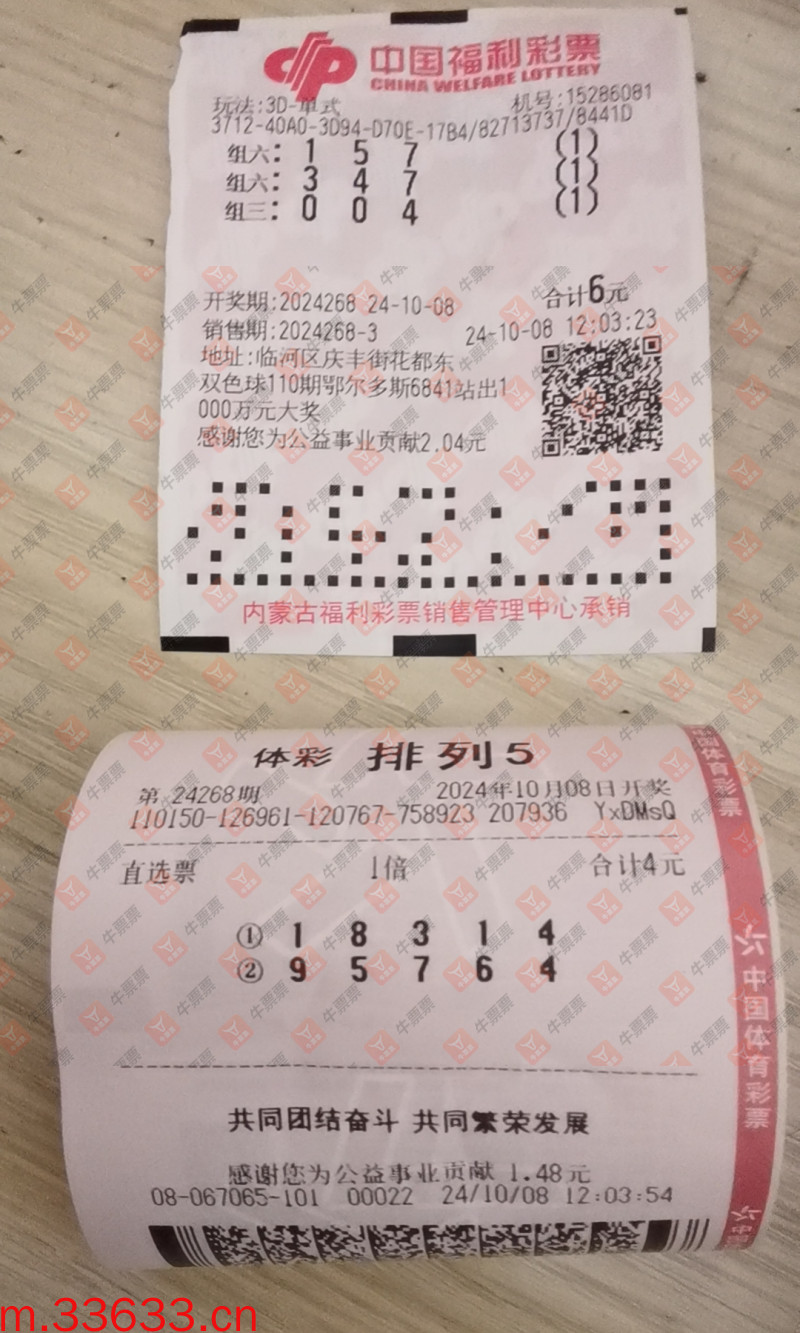 中国福利彩票
CHINA WELFARE LOTTERY
玩法:3D-单式 机号:15286081
3712-40A0-3D94-D70E-17B4/82713737/8441D
组六: 1 5 7 (1)
组六: 3 4 7 (1)
组三: 0 0 4 (1)
开奖期:2024268 24-10-08 合计6元
销售期:2024268-3 24-10-08 12:03:23
地址:临河区庆丰街花都东
双色球110期鄂尔多斯6841站出1
000万元大奖
感谢您为公益事业贡献2.04元
内蒙古福利彩票销售管理中心承销
体彩 排列5
第 24268期 2024年10月08日开奖
110150-126961-120767-758923 207936 YxDMsQ
直选票 1倍 合计4元
① 1 8 3 1 4
② 9 5 7 6 4
共同团结奋斗 共同繁荣发展
感谢您为公益事业贡献 1.48元
08-067065-101 00022 24/10/08 12:03:54
中国体育彩票
中国体育彩票
中国
牛票票
m.33633.cn